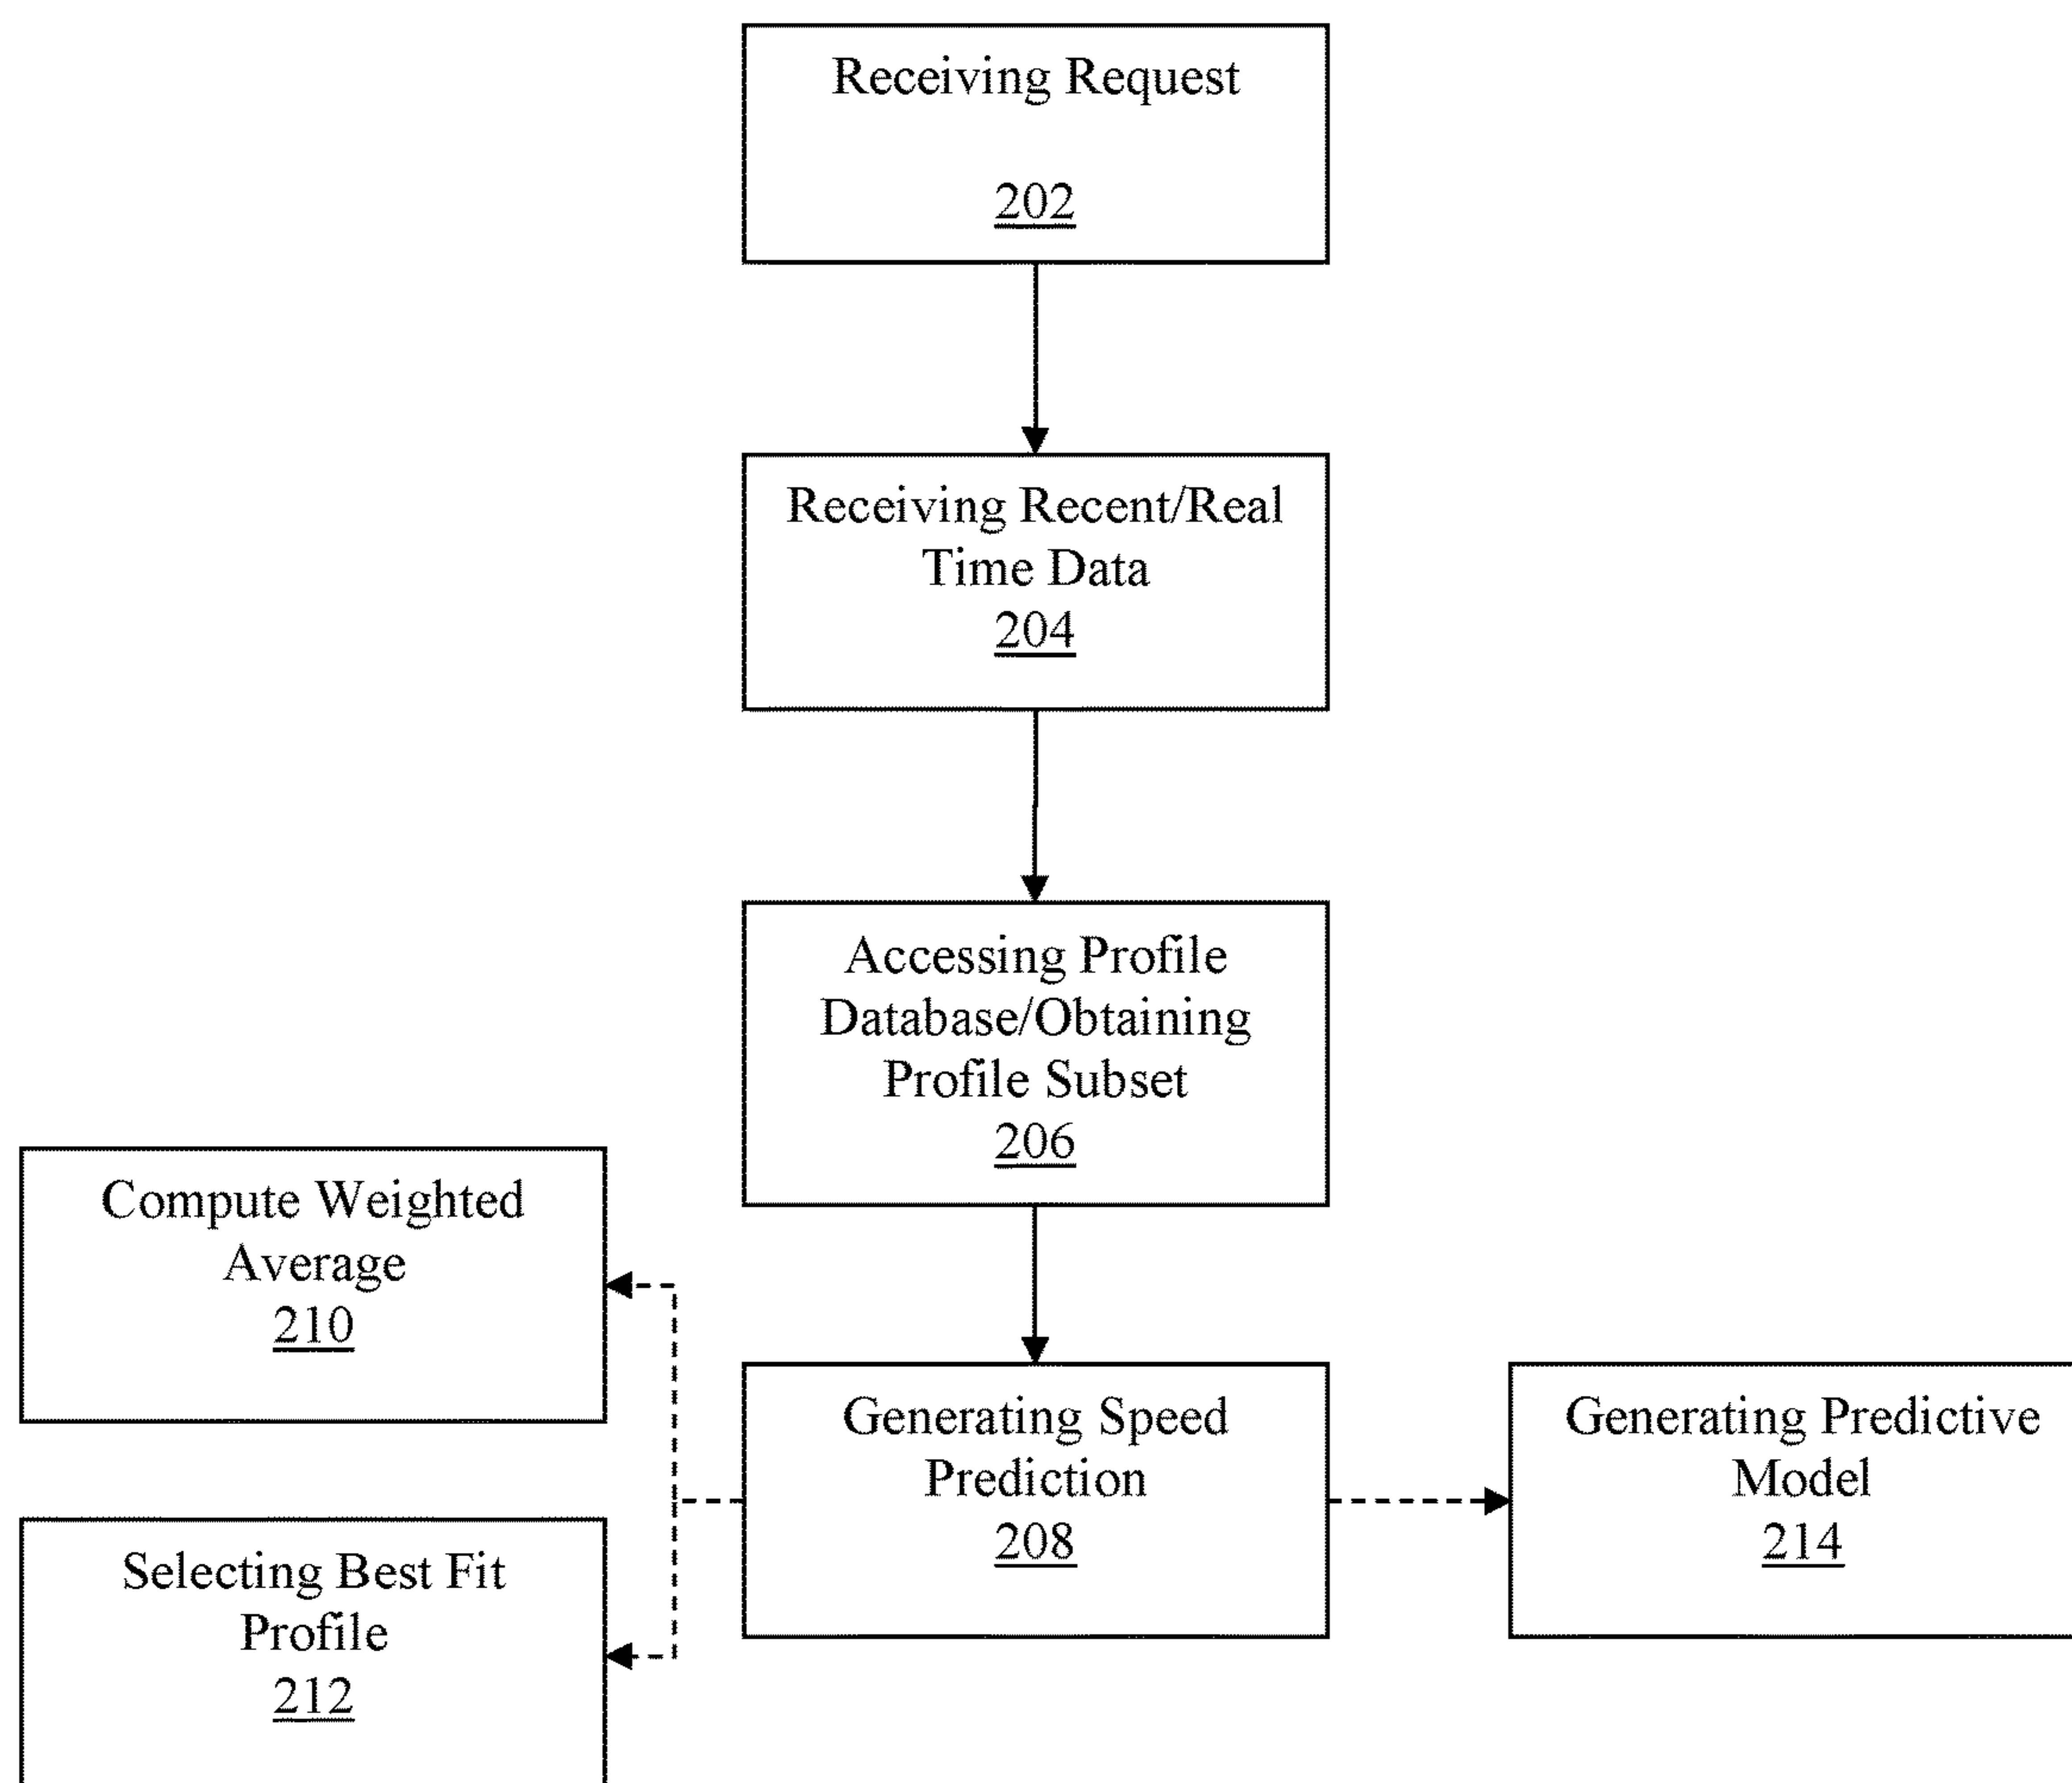 Receiving Request
202
Receiving Recent/Real
Time Data
204
Accessing Profile
Database/Obtaining
Profile Subset
206
Compute Weighted
Average
210
Generating Speed
Prediction
208
Generating Predictive
Model
214
Selecting Best Fit
Profile
212